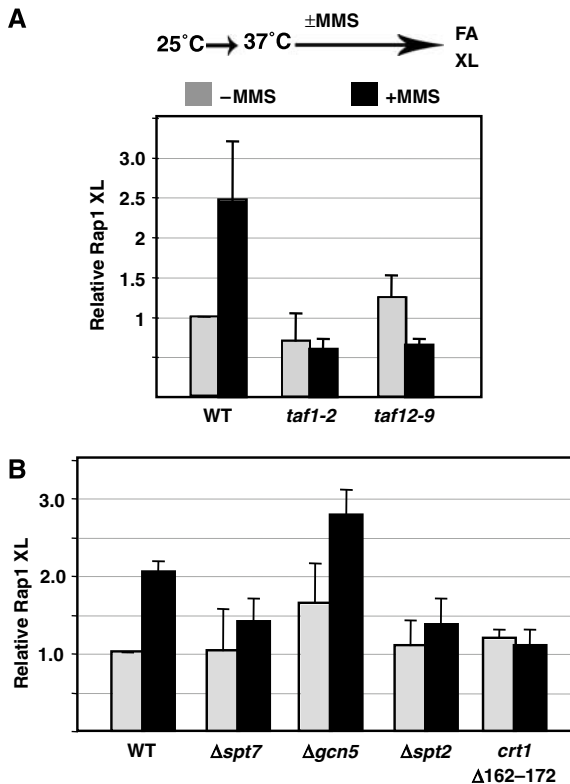 A
25°C 37°C ±MMS FA
XL
–MMS +MMS
Relative Rap1 XL
3.0
2.5
2
1.5
1
WT taf1-2 taf12-9
B
Relative Rap1 XL
3.0
2.0
1.0
WT Δspt7 Δgcn5 Δspt2 crt1
Δ162–172